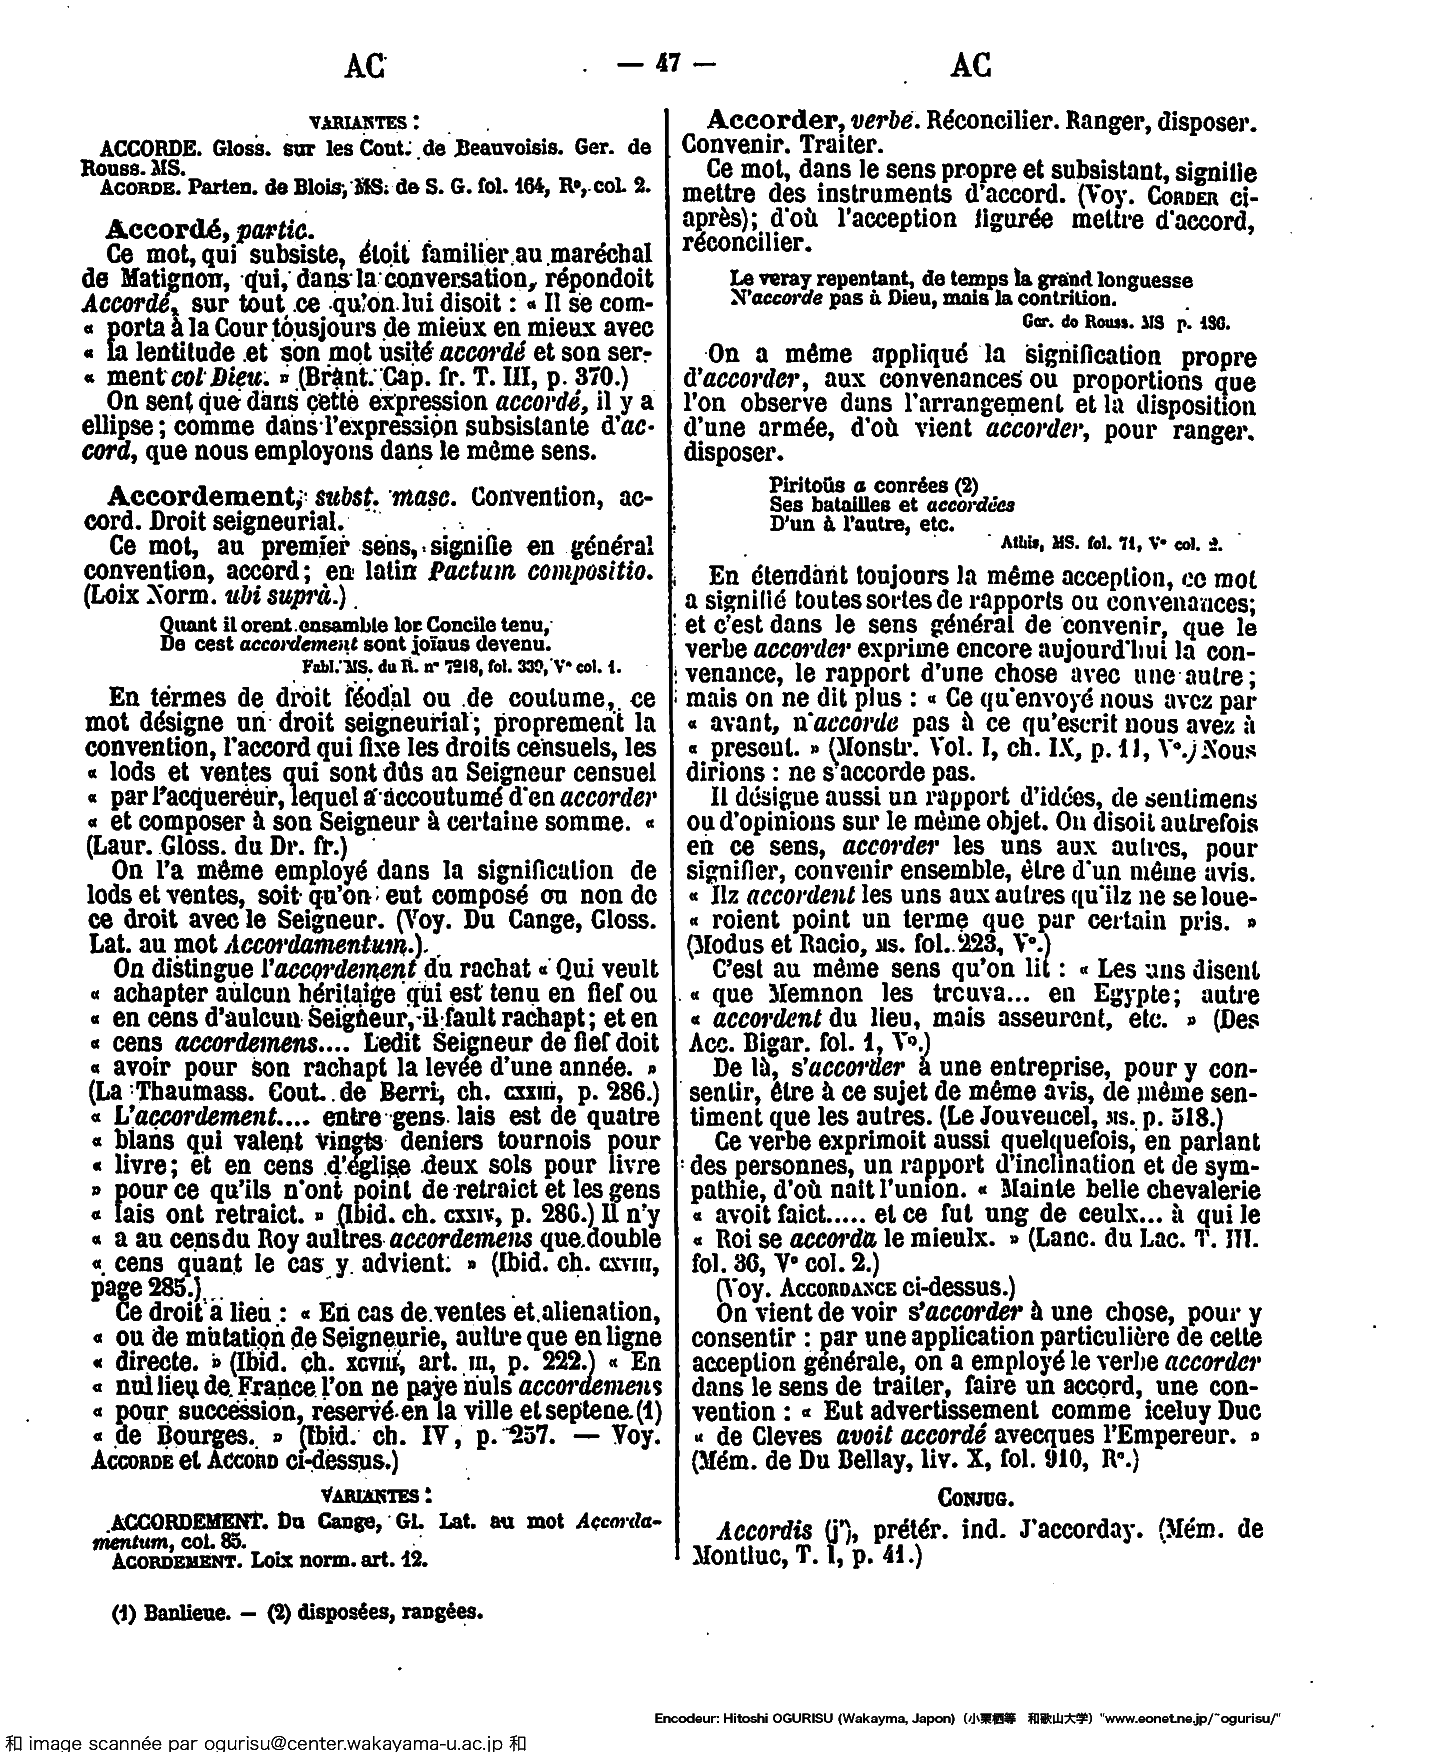 AC — 47 — AC
VARIANTES :
ACCORDE. Gloss. sur les Cout. de Beauvoisis. Ger. de
Rouss. MS.
ACORDE. Parten. de Blois, MS. de S. G. fol. 164, R°, col. 2.
Accordé, partic.
Ce mot, qui subsiste, étoit familier au maréchal
de Matignon, qui, dans la conversation, répondoit
Accordé, sur tout ce qu'on lui disoit : « Il se com-
« porta à la Cour tousjours de mieux en mieux avec
« la lentitude et son mot usité accordé et son ser-
« ment col Dieu. » (Brant. Cap. fr. T. III, p. 370.)
On sent que dans cette expression accordé, il y a
ellipse ; comme dans l'expression subsistante d'ac-
cord, que nous employons dans le même sens.
Accordement, subst. masc. Convention, ac-
cord. Droit seigneurial.
Ce mot, au premier sens, signifie en général
convention, accord ; en latin Pactum compositio.
(Loix Norm. ubi suprà.)
Quant il orent ensamble lor Concile tenu,
De cest accordement sont joïaus devenu.
Fabl. MS. du R. n° 7218, fol. 339, V° col. 1.
En termes de droit féodal ou de coutume, ce
mot désigne un droit seigneurial ; proprement la
convention, l'accord qui fixe les droits censuels, les
« lods et ventes qui sont dûs au Seigneur censuel
« par l'acquereur, lequel a accoutumé d'en accorder
« et composer à son Seigneur à certaine somme. «
(Laur. Gloss. du Dr. fr.)
On l'a même employé dans la signification de
lods et ventes, soit qu'on eut composé ou non de
ce droit avec le Seigneur. (Voy. Du Cange, Gloss.
Lat. au mot Accordamentum.)
On distingue l'accordement du rachat « Qui veult
« achapter aulcun héritaige qui est tenu en fief ou
« en cens d'aulcun Seigneur, il fault rachapt ; et en
« cens accordemens.... Ledit Seigneur de fief doit
« avoir pour son rachapt la levée d'une année. »
(La Thaumass. Cout. de Berri, ch. CXXIII, p. 286.)
« L'accordement.... entre gens lais est de quatre
« blans qui valent vingts deniers tournois pour
« livre ; et en cens d'église deux sols pour livre
» pour ce qu'ils n'ont point de retraict et les gens
« lais ont retraict. » (Ibid. ch. CXXIV, p. 286.) Il n'y
« a au cens du Roy aultres accordemens que double
« cens quant le cas y advient. » (Ibid. ch. CXVIII,
page 285.)
Ce droit a lieu : « En cas de ventes et alienation,
« ou de mutation de Seigneurie, aultre que en ligne
« directe. » (Ibid. ch. XCVIII, art. III, p. 222.) « En
« nul lieu de France l'on ne paye nuls accordemens
« pour succession, reservé en la ville et septene (1)
« de Bourges. » (Ibid. ch. IV, p. 257. — Voy.
ACCORDE et ACCORD ci-dessus.)
VARIANTES :
ACCORDEMENT. Du Cange, Gl. Lat. au mot Accorda-
mentum, col. 85.
ACORDEMENT. Loix norm. art. 12.
Accorder, verbe. Réconcilier. Ranger, disposer.
Convenir. Traiter.
Ce mot, dans le sens propre et subsistant, signifie
mettre des instruments d'accord. (Voy. CORDER ci-
après) ; d'où l'acception figurée mettre d'accord,
réconcilier.
Le veray repentant, de temps la grand longuesse
N'accorde pas à Dieu, mais la contrition.
Ger. de Rouss. MS p. 186.
On a même appliqué la signification propre
d'accorder, aux convenances ou proportions que
l'on observe dans l'arrangement et la disposition
d'une armée, d'où vient accorder, pour ranger.
disposer.
Piritoüs a conrées (2)
Ses batailles et accordées
D'un à l'autre, etc.
Athis, MS. fol. 71, V° col. 2.
En étendant toujours la même acception, ce mot
a signifié toutes sortes de rapports ou convenances ;
et c'est dans le sens général de convenir, que le
verbe accorder exprime encore aujourd'hui la con-
venance, le rapport d'une chose avec une autre ;
mais on ne dit plus : « Ce qu'envoyé nous avez par
« avant, n'accorde pas à ce qu'escrit nous avez à
« present. » (Monstr. Vol. I, ch. IX, p. 11, V°.) Nous
dirions : ne s'accorde pas.
Il désigne aussi un rapport d'idées, de sentimens
ou d'opinions sur le même objet. On disoit autrefois
en ce sens, accorder les uns aux autres, pour
signifier, convenir ensemble, être d'un même avis.
« Ilz accordent les uns aux autres qu'ilz ne se loue-
« roient point un terme que par certain pris. »
(Modus et Racio, MS. fol. 223, V°.)
C'est au même sens qu'on lit : « Les uns disent
« que Memnon les trouva... en Egypte ; autre
« accordent du lieu, mais asseurent, etc. » (Des
Acc. Bigar. fol. 1, V°.)
De là, s'accorder à une entreprise, pour y con-
sentir, être à ce sujet de même avis, de même sen-
timent que les autres. (Le Jouvencel, MS. p. 518.)
Ce verbe exprimoit aussi quelquefois, en parlant
des personnes, un rapport d'inclination et de sym-
pathie, d'où nait l'union. « Mainte belle chevalerie
« avoit faict..... et ce fut ung de ceulx... à qui le
« Roi se accorda le mieulx. » (Lanc. du Lac. T. III.
fol. 36, V° col. 2.)
(Voy. ACCORDANCE ci-dessus.)
On vient de voir s'accorder à une chose, pour y
consentir : par une application particulière de cette
acception générale, on a employé le verbe accorder
dans le sens de traiter, faire un accord, une con-
vention : « Eut advertissement comme iceluy Duc
« de Cleves avoit accordé avecques l'Empereur. »
(Mém. de Du Bellay, liv. X, fol. 910, R°.)
CONJUG.
Accordis (j'), prétér. ind. J'accorday. (Mém. de
Montluc, T. I, p. 41.)
(1) Banlieue. — (2) disposées, rangées.
Encodeur: Hitoshi OGURISU (Wakayma, Japon) (小栗栖等 和歌山大学) "www.eonet.ne.jp/~ogurisu/"
和 image scannée par ogurisu@center.wakayama-u.ac.jp 和